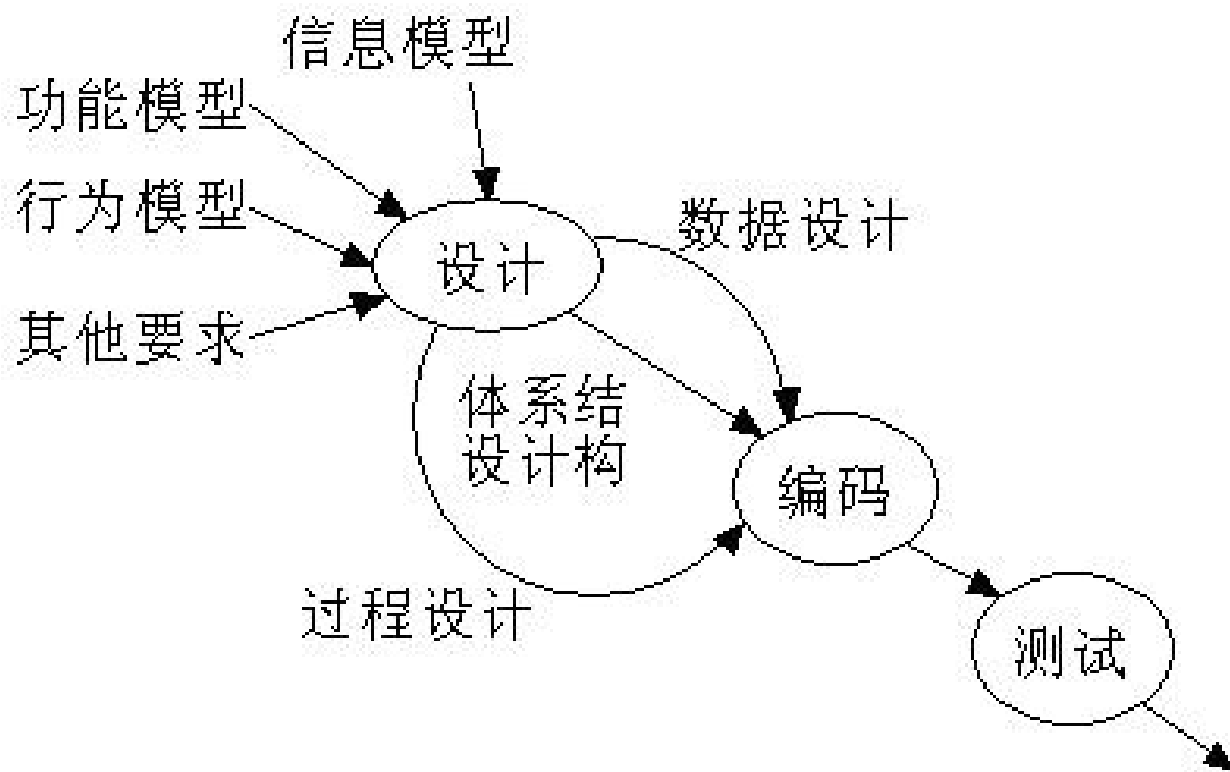 信息模型
功能模型
行为模型
数据设计
设计
其他要求
体系结
设计构
编码
过程设计
测试